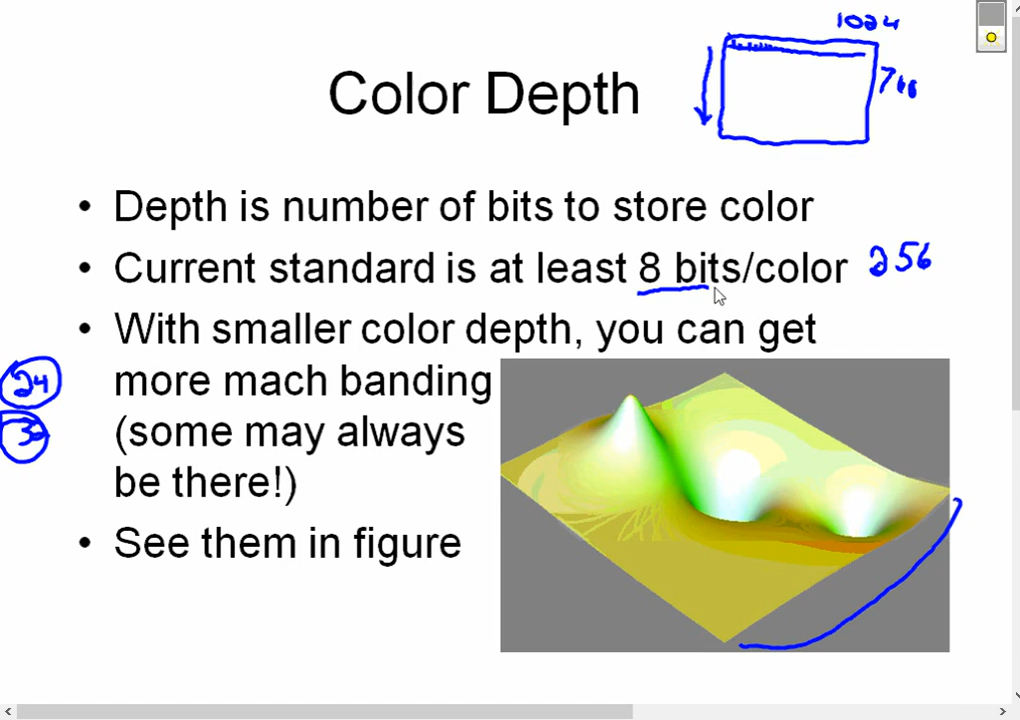 1024
768
Color Depth
• Depth is number of bits to store color
• Current standard is at least 8 bits/color 256
• With smaller color depth, you can get
24 more mach banding
(some may always
be there!)
• See them in figure